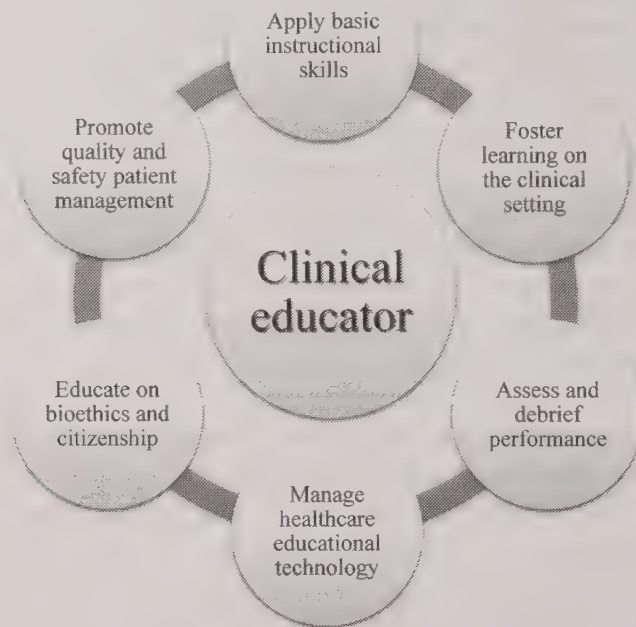 Apply basic
instructional
skills
Foster
learning on
the clinical
setting
Assess and
debrief
performance
Manage
healthcare
educational
technology
Educate on
bioethics and
citizenship
Promote
quality and
safety patient
management
Clinical
educator